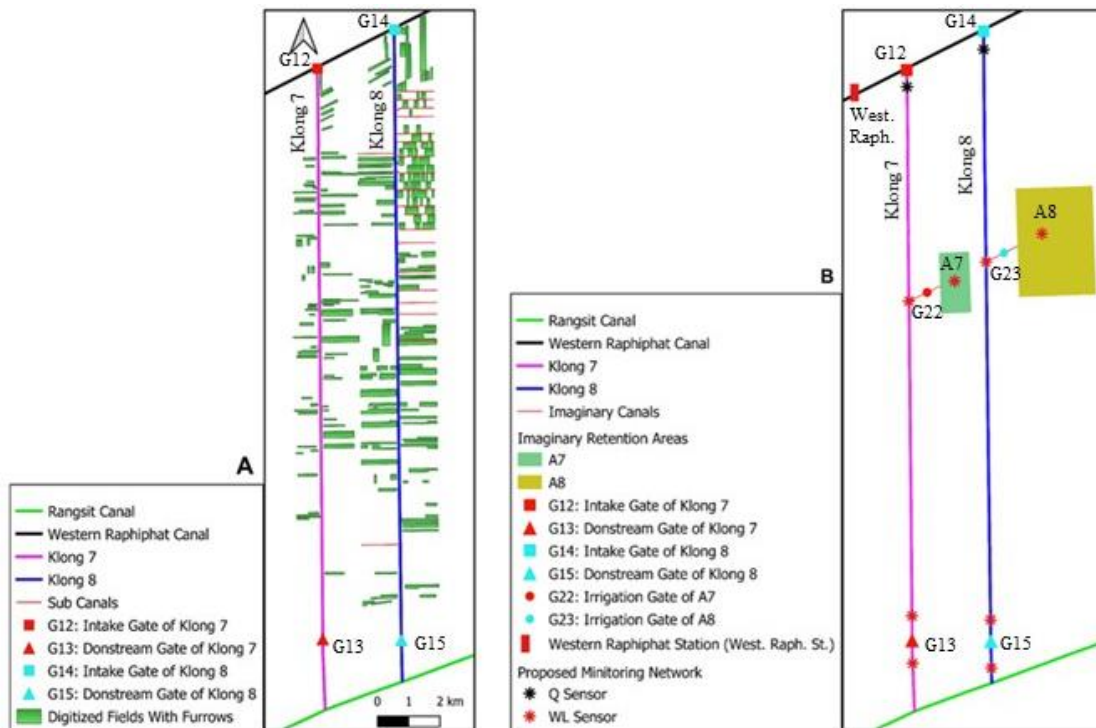 G14
G12
Klong 7
Klong 8
G13
G15
0 1 2 km
A
Rangsit Canal
Western Raphiphat Canal
Klong 7
Klong 8
Sub Canals
G12: Intake Gate of Klong 7
G13: Donstream Gate of Klong 7
G14: Intake Gate of Klong 8
G15: Donstream Gate of Klong 8
Digitized Fields With Furrows
G14
G12
West.
Raph.
Klong 7
Klong 8
A8
A7
G23
G22
G13
G15
B
Rangsit Canal
Western Raphiphat Canal
Klong 7
Klong 8
Imaginary Canals
Imaginary Retention Areas
A7
A8
G12: Intake Gate of Klong 7
G13: Donstream Gate of Klong 7
G14: Intake Gate of Klong 8
G15: Donstream Gate of Klong 8
G22: Irrigation Gate of A7
G23: Irrigation Gate of A8
Western Raphiphat Station (West. Raph. St.)
Proposed Minitoring Network
Q Sensor
WL Sensor